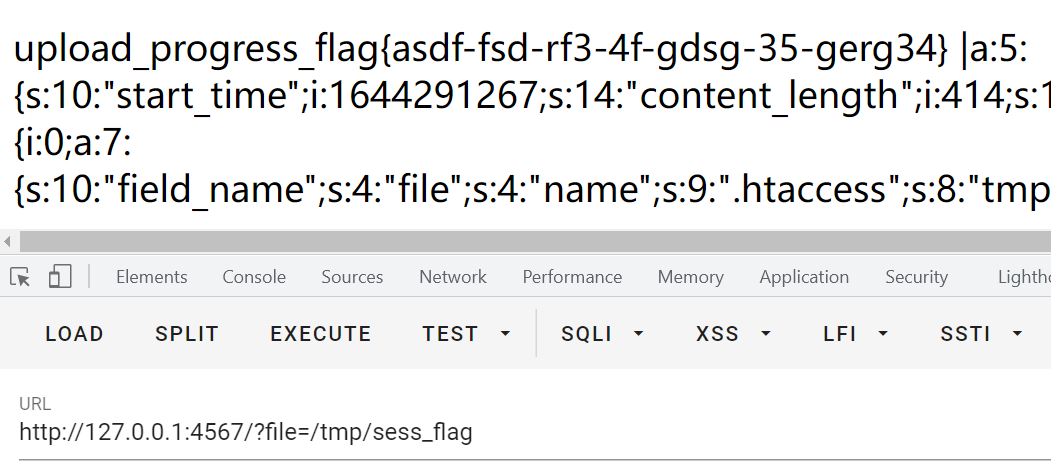 upload_progress_flag{asdf-fsd-rf3-4f-gdsg-35-gerg34} |a:5:
{s:10:"start_time";i:1644291267;s:14:"content_length";i:414;s:1
{i:0;a:7:
{s:10:"field_name";s:4:"file";s:4:"name";s:9:".htaccess";s:8:"tmp
Elements Console Sources Network Performance Memory Application Security Lighth
LOAD SPLIT EXECUTE TEST SQLI XSS LFI SSTI
URL
http://127.0.0.1:4567/?file=/tmp/sess_flag